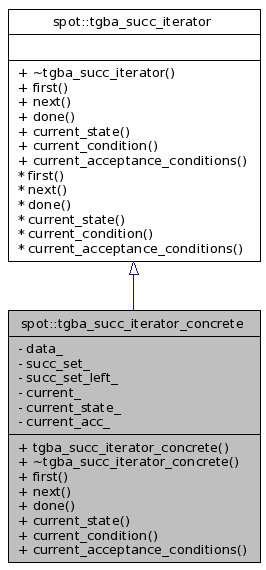 spot::tgba_succ_iterator
+ ~tgba_succ_iterator()
+ first()
+ next()
+ done()
+ current_state()
+ current_condition()
+ current_acceptance_conditions()
* first()
* next()
* done()
* current_state()
* current_condition()
* current_acceptance_conditions()
spot::tgba_succ_iterator_concrete
- data_
- succ_set_
- succ_set_left_
- current_
- current_state_
- current_acc_
+ tgba_succ_iterator_concrete()
+ ~tgba_succ_iterator_concrete()
+ first()
+ next()
+ done()
+ current_state()
+ current_condition()
+ current_acceptance_conditions()